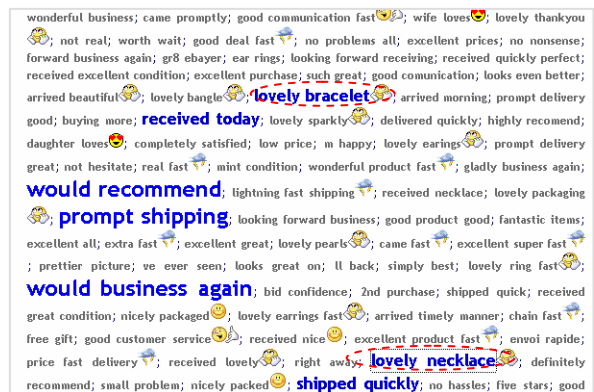 wonderful business; came promptly; good communication fast; wife loves; lovely thankyou
; not real; worth wait; good deal fast; no problems all; excellent prices; no nonsense;
forward business again; gr8 ebayer; ear rings; looking forward receiving; received quickly perfect;
received excellent condition; excellent purchase; such great; good comunication; looks even better;
arrived beautiful; lovely bangle; lovely bracelet; arrived morning; prompt delivery
good; buying more; received today; lovely sparkly; delivered quickly; highly recomend;
daughter loves; completely satisfied; low price; m happy; lovely earings; prompt delivery
great; not hesitate; real fast; mint condition; wonderful product fast; gladly business again;
would recommend; lightning fast shipping; received necklace; lovely packaging
; prompt shipping; looking forward business; good product good; fantastic items;
excellent all; extra fast; excellent great; lovely pearls; came fast; excellent super fast
; prettier picture; ve ever seen; looks great on; ll back; simply best; lovely ring fast;
would business again; bid confidence; 2nd purchase; shipped quick; received
great condition; nicely packaged; lovely earrings fast; arrived timely manner; chain fast;
free gift; good customer service; received nice; excellent product fast; envoi rapide;
price fast delivery; received lovely; right away; lovely necklace; definitely
recommend; small problem; nicely packed; shipped quickly; no hassles; five stars; good